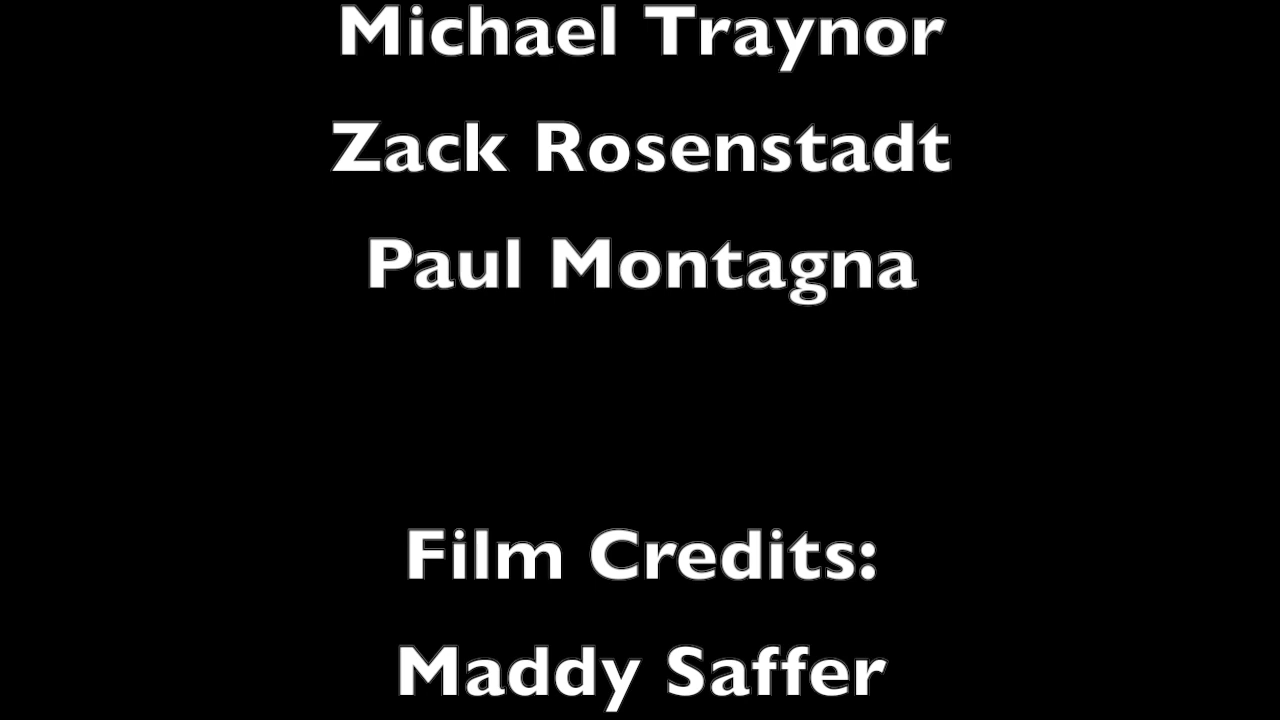 Michael Traynor
Zack Rosenstadt
Paul Montagna
Film Credits:
Maddy Saffer